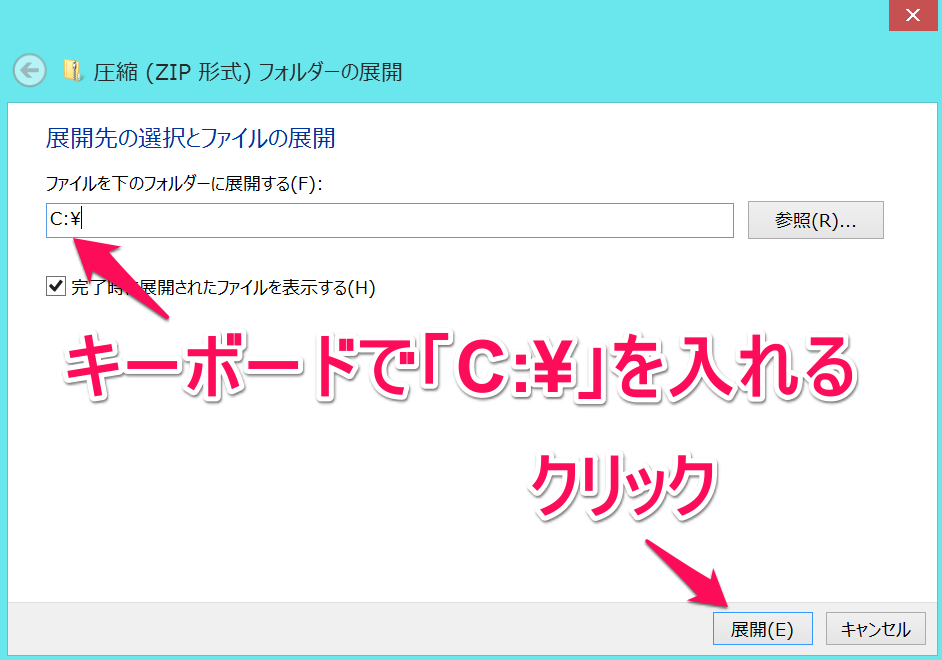 圧縮 (ZIP 形式) フォルダーの展開
展開先の選択とファイルの展開
ファイルを下のフォルダーに展開する(F):
C:¥
参照(R)...
完了時に展開されたファイルを表示する(H)
キーボードで「C:¥」を入れる
クリック
展開(E)
キャンセル